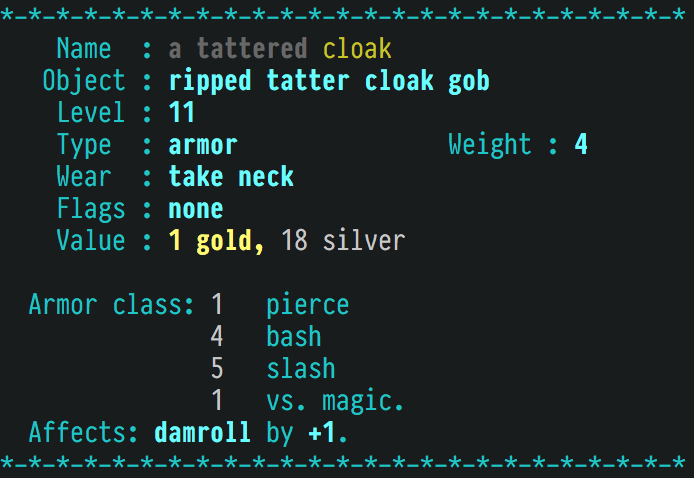 *-*-*-*-*-*-*-*-*-*-*-*-*-*-*-*-*-*-*-*-*-*-*-*-*
Name : a tattered cloak
Object : ripped tatter cloak gob
Level : 11
Type : armor Weight : 4
Wear : take neck
Flags : none
Value : 1 gold, 18 silver
Armor class: 1 pierce
4 bash
5 slash
1 vs. magic.
Affects: damroll by +1.
*-*-*-*-*-*-*-*-*-*-*-*-*-*-*-*-*-*-*-*-*-*-*-*-*